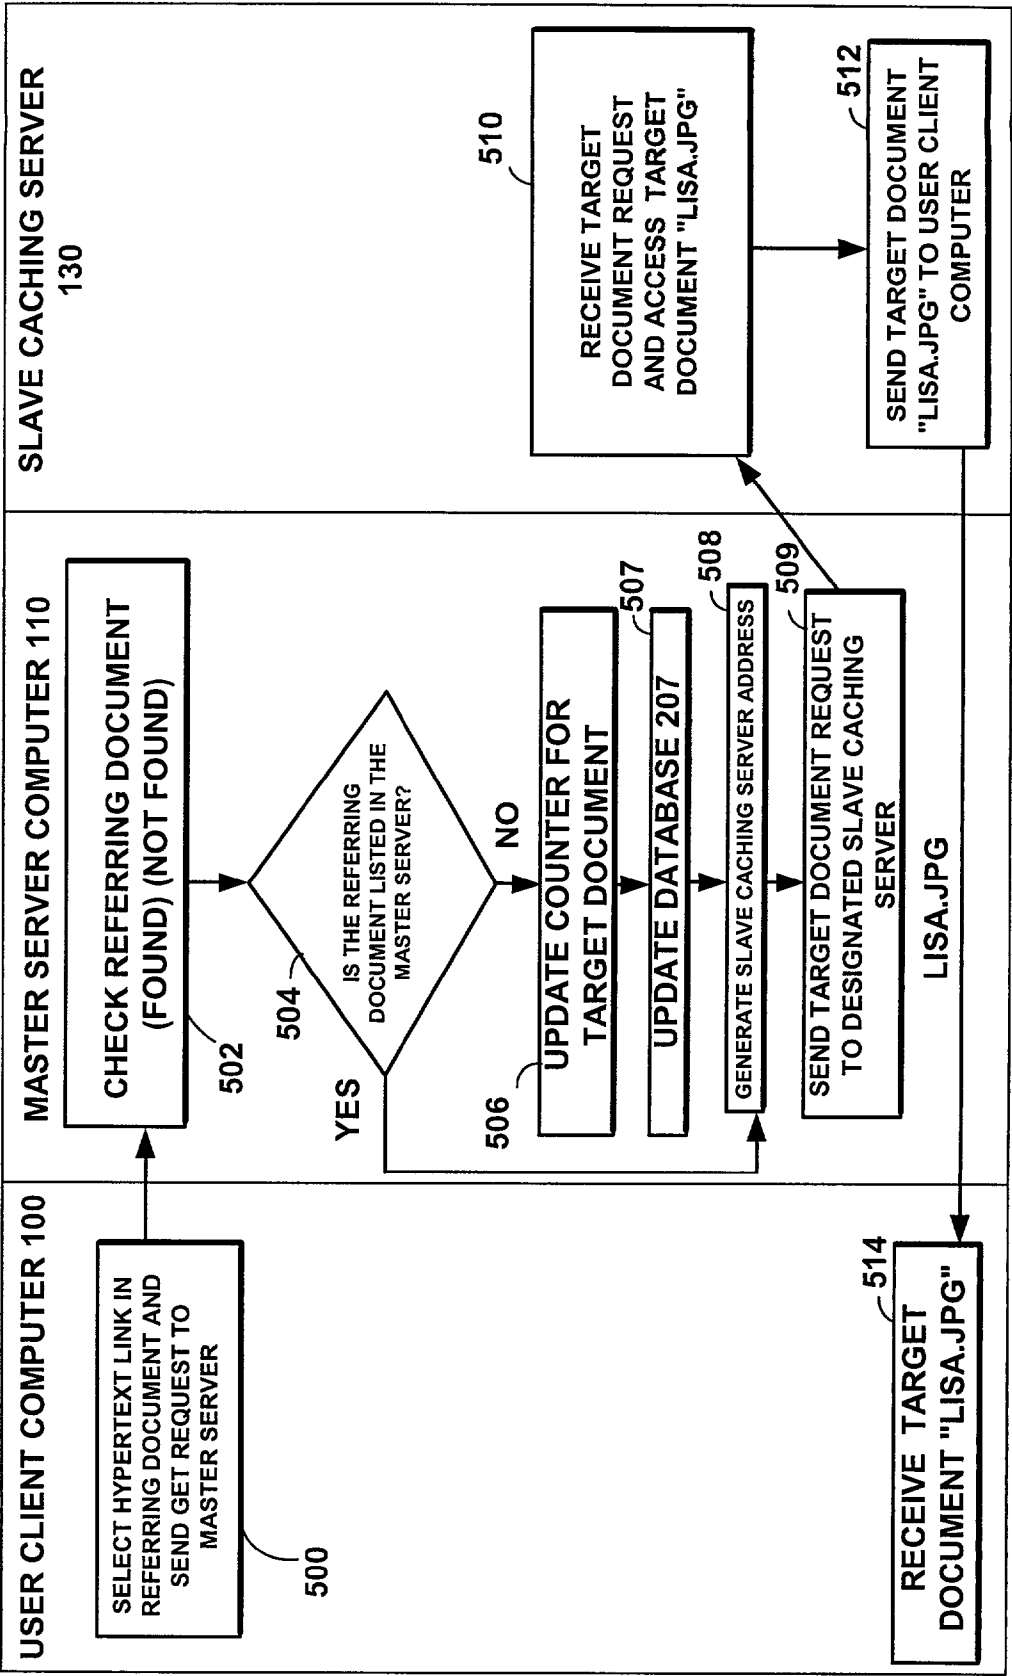 USER CLIENT COMPUTER 100
SELECT HYPERTEXT LINK IN
REFERRING DOCUMENT AND
SEND GET REQUEST TO
MASTER SERVER
500
RECEIVE TARGET
DOCUMENT "LISA.JPG"
514
MASTER SERVER COMPUTER 110
CHECK REFERRING DOCUMENT
(FOUND) (NOT FOUND)
502
IS THE REFERRING
DOCUMENT LISTED IN THE
MASTER SERVER?
504
YES
NO
UPDATE COUNTER FOR
TARGET DOCUMENT
506
UPDATE DATABASE 207
507
GENERATE SLAVE CACHING SERVER ADDRESS
508
SEND TARGET DOCUMENT REQUEST
TO DESIGNATED SLAVE CACHING
SERVER
509
LISA.JPG
SLAVE CACHING SERVER
130
RECEIVE TARGET
DOCUMENT REQUEST
AND ACCESS TARGET
DOCUMENT "LISA.JPG"
510
SEND TARGET DOCUMENT
"LISA.JPG" TO USER CLIENT
COMPUTER
512